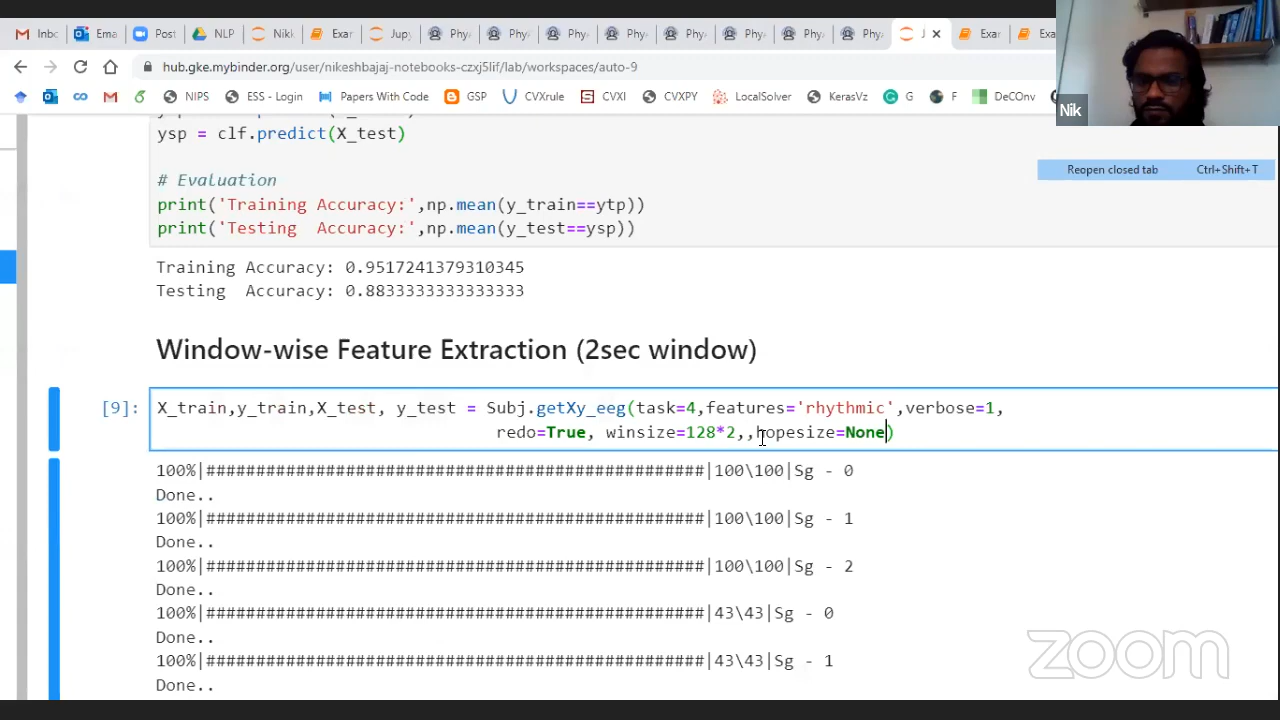 Inb
Ema
Post
NLP
Nik
Exar
Jupy
Phy
Phy
Phy
Phy
Phy
Phy
Phy
Phy
J
Exar
Exa
hub.gke.mybinder.org/user/nikeshbajaj-notebooks-czxj5lif/lab/workspaces/auto-9
NIPS
ESS - Login
Papers With Code
GSP
CVXrule
CVXI
CVXPY
LocalSolver
KerasVz
G
F
DeCOnv
Nik
Reopen closed tab Ctrl+Shift+T
ysp = clf.predict(X_test)
# Evaluation
print('Training Accuracy:',np.mean(y_train==ytp))
print('Testing  Accuracy:',np.mean(y_test==ysp))
Training Accuracy: 0.9517241379310345
Testing  Accuracy: 0.8833333333333333
Window-wise Feature Extraction (2sec window)
[9]: X_train,y_train,X_test, y_test = Subj.getXy_eeg(task=4,features='rhythmic',verbose=1,
redo=True, winsize=128*2,,hopesize=None)
100%|##################################################|100\100|Sg - 0
Done..
100%|##################################################|100\100|Sg - 1
Done..
100%|##################################################|100\100|Sg - 2
Done..
100%|##################################################|43\43|Sg - 0
Done..
100%|##################################################|43\43|Sg - 1
Done..
zoom